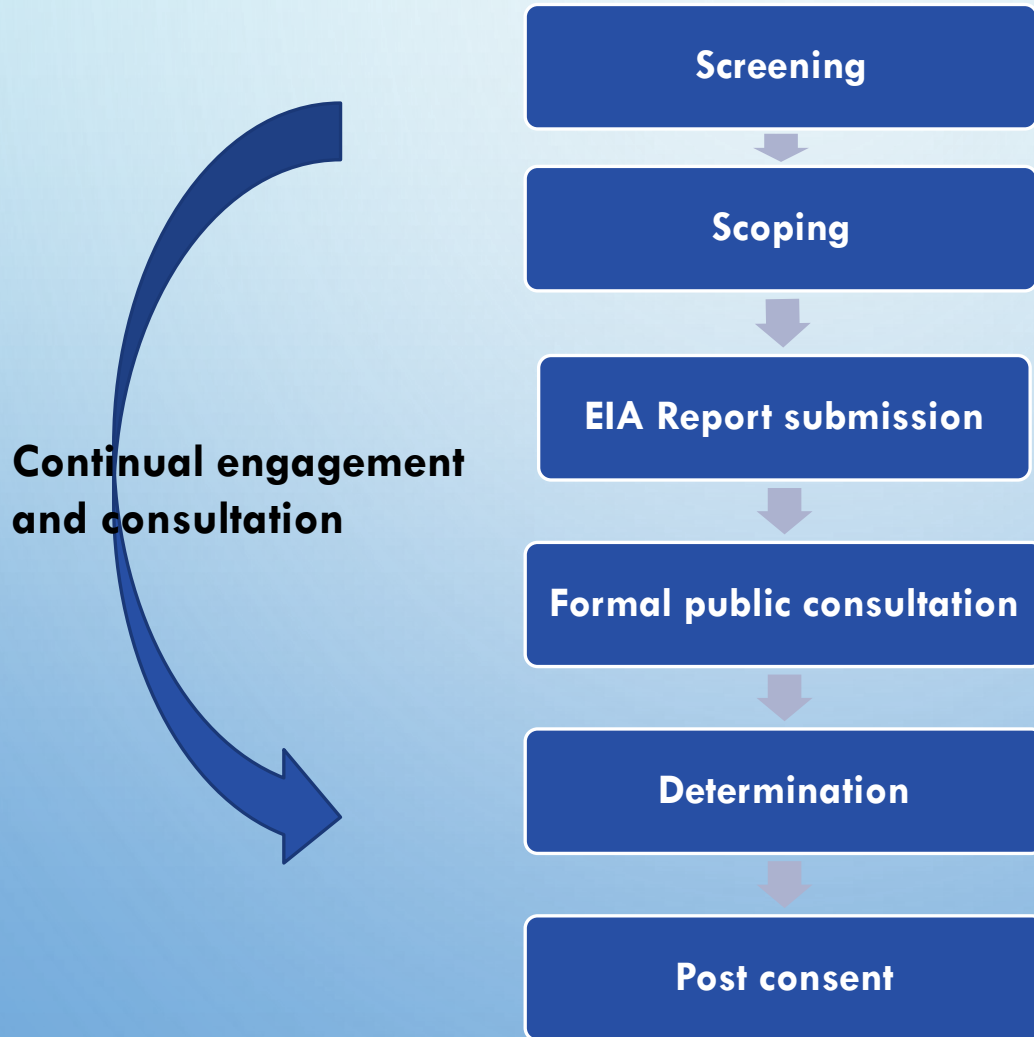 Screening
Scoping
EIA Report submission
Continual engagement
and consultation
Formal public consultation
Determination
Post consent